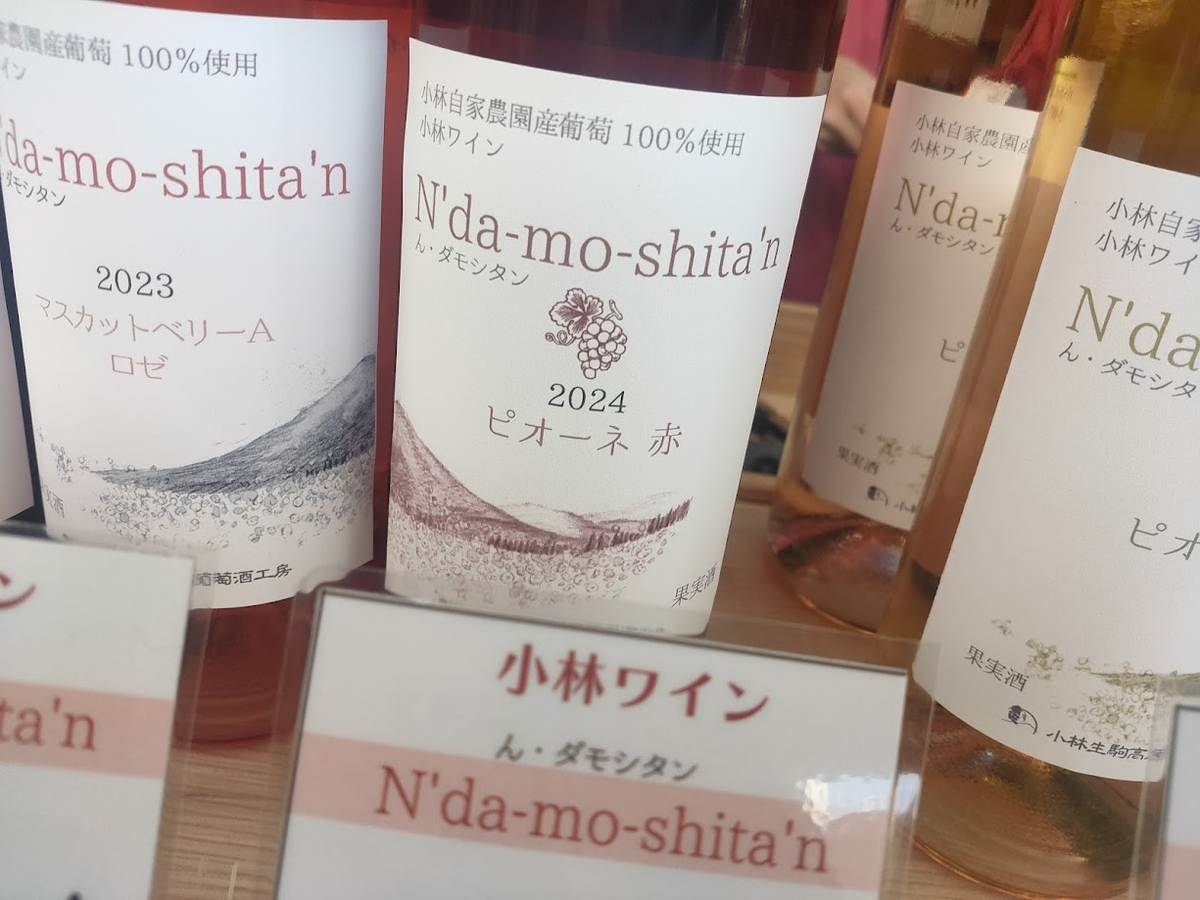 農園産葡萄 100%使用
イン
da-mo-shita'n
ダモシタン
2023
マスカットベリーA
ロゼ
葡萄酒工房
小林自家農園産葡萄 100%使用
小林ワイン
N'da-mo-shita'n
ん・ダモシタン
2024
ピオーネ 赤
果実酒
小林自家農園産
小林ワイン
N'da-m
ん・ダモシタン
ピ
果実酒
小林
小林自家
小林ワイ
N'da
ん・ダモシタ
ピオ
果実酒
小林生駒高原
ン
ta'n
小林ワイン
ん・ダモシタン
N'da-mo-shita'n